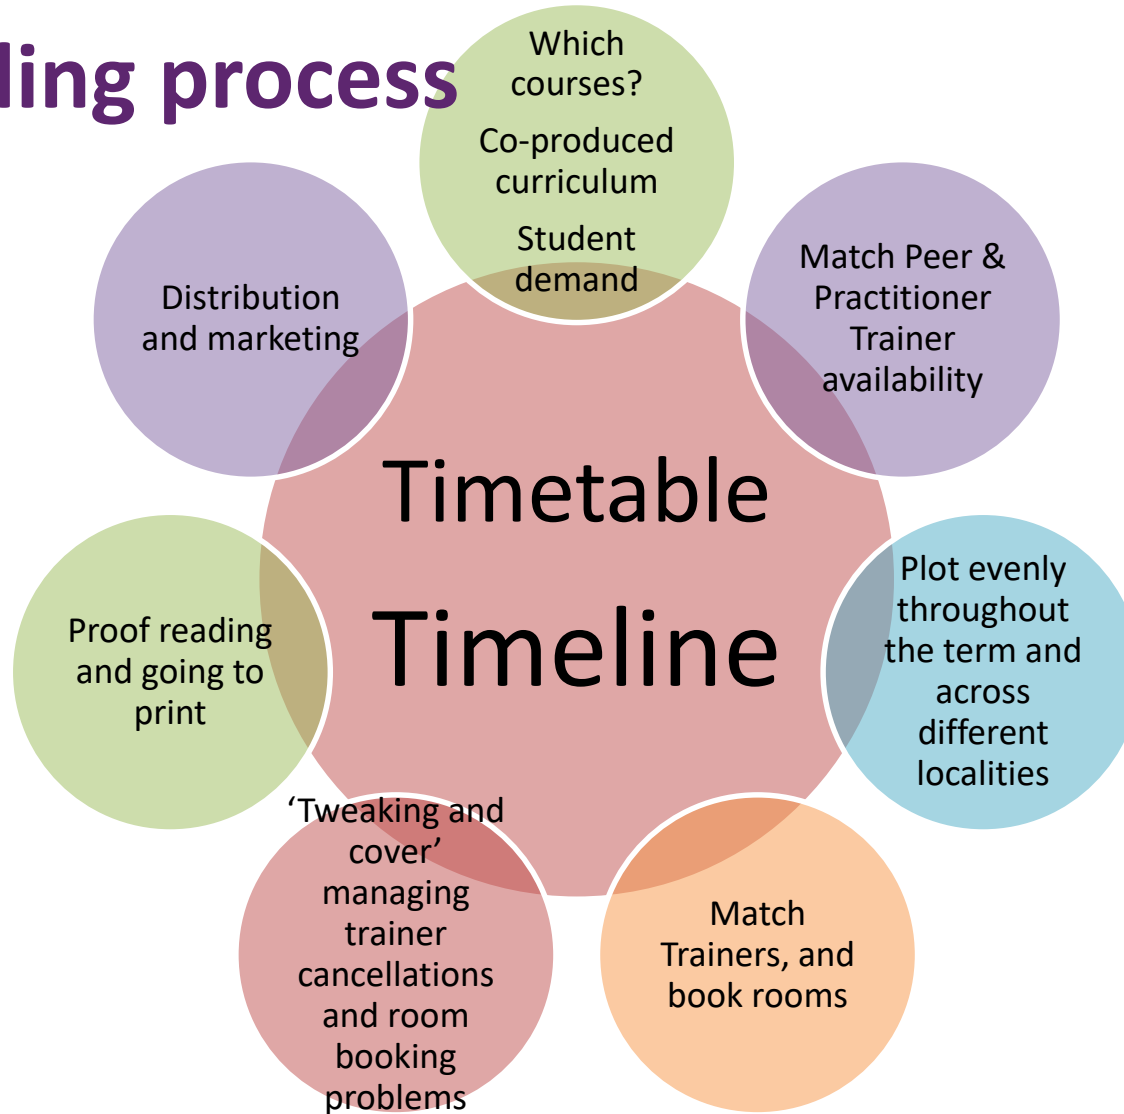 ling process
Which
courses?
Co-produced
curriculum
Student
demand
Match Peer &
Practitioner
Trainer
availability
Plot evenly
throughout
the term and
across
different
localities
Match
Trainers, and
book rooms
‘Tweaking and
cover’
managing
trainer
cancellations
and room
booking
problems
Proof reading
and going to
print
Distribution
and marketing
Timetable
Timeline